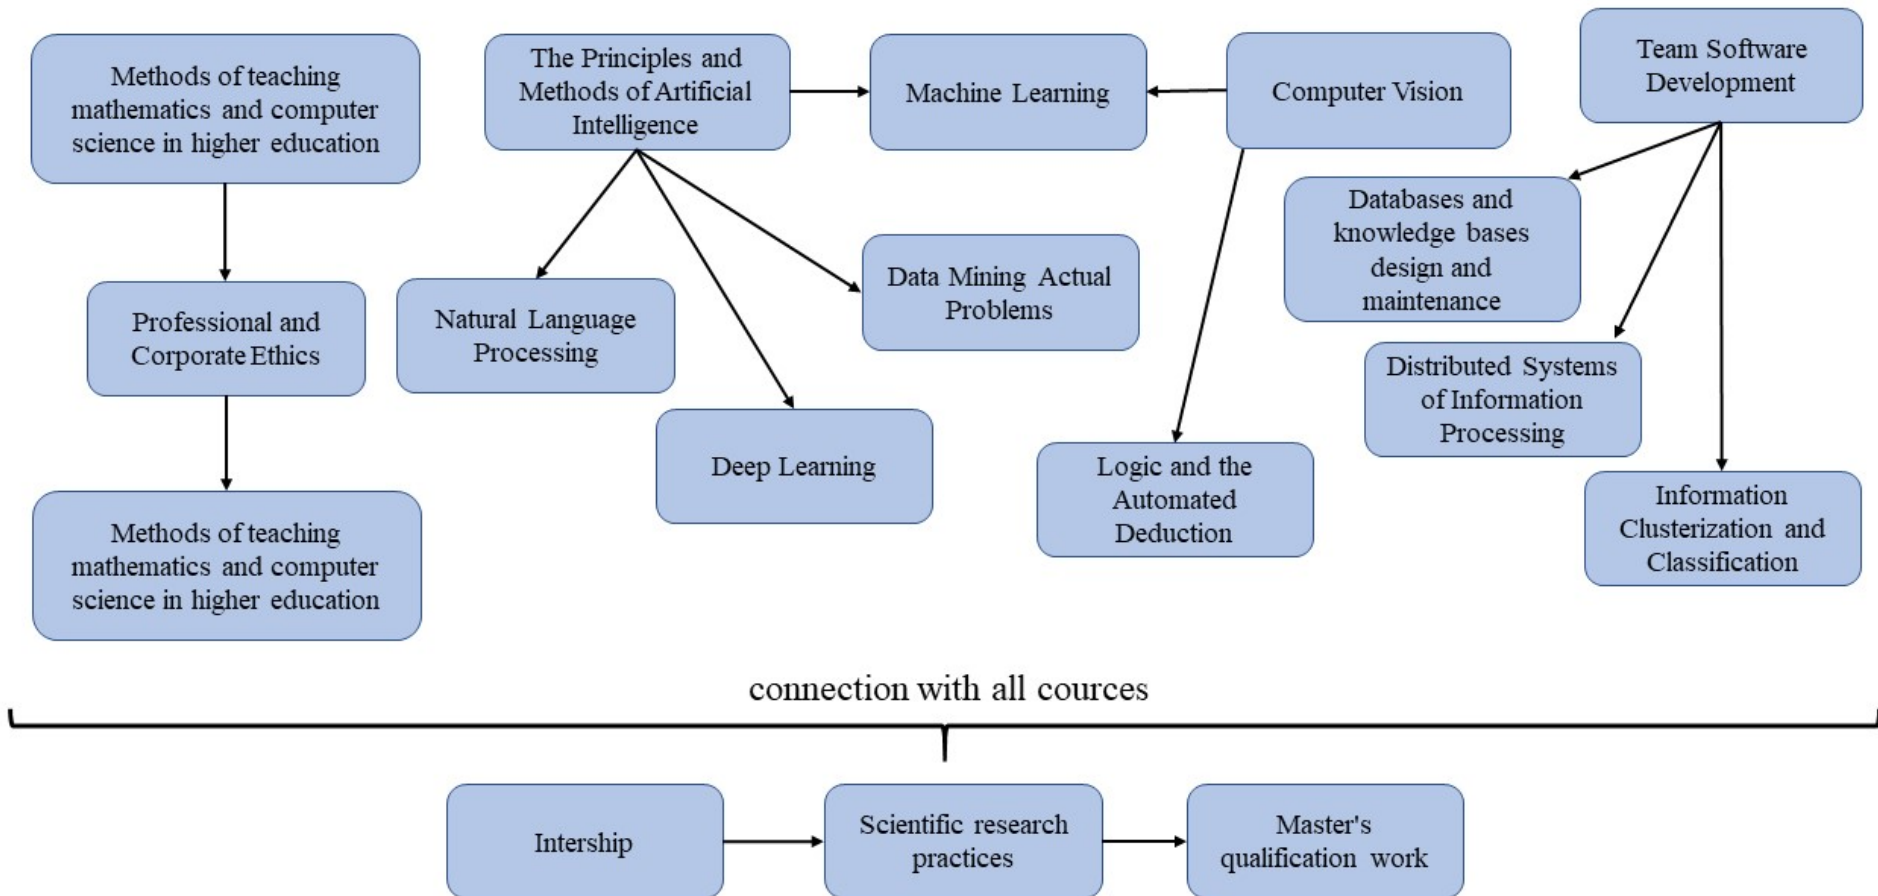 Methods of teaching
mathematics and computer
science in higher education
The Principles and
Methods of Artificial
Intelligence
Machine Learning
Computer Vision
Team Software
Development
Databases and
knowledge bases
design and
maintenance
Professional and
Corporate Ethics
Natural Language
Processing
Data Mining Actual
Problems
Distributed Systems
of Information
Processing
Deep Learning
Logic and the
Automated
Deduction
Information
Clusterization and
Classification
Methods of teaching
mathematics and computer
science in higher education
connection with all cources
Intership
Scientific research
practices
Master's
qualification work